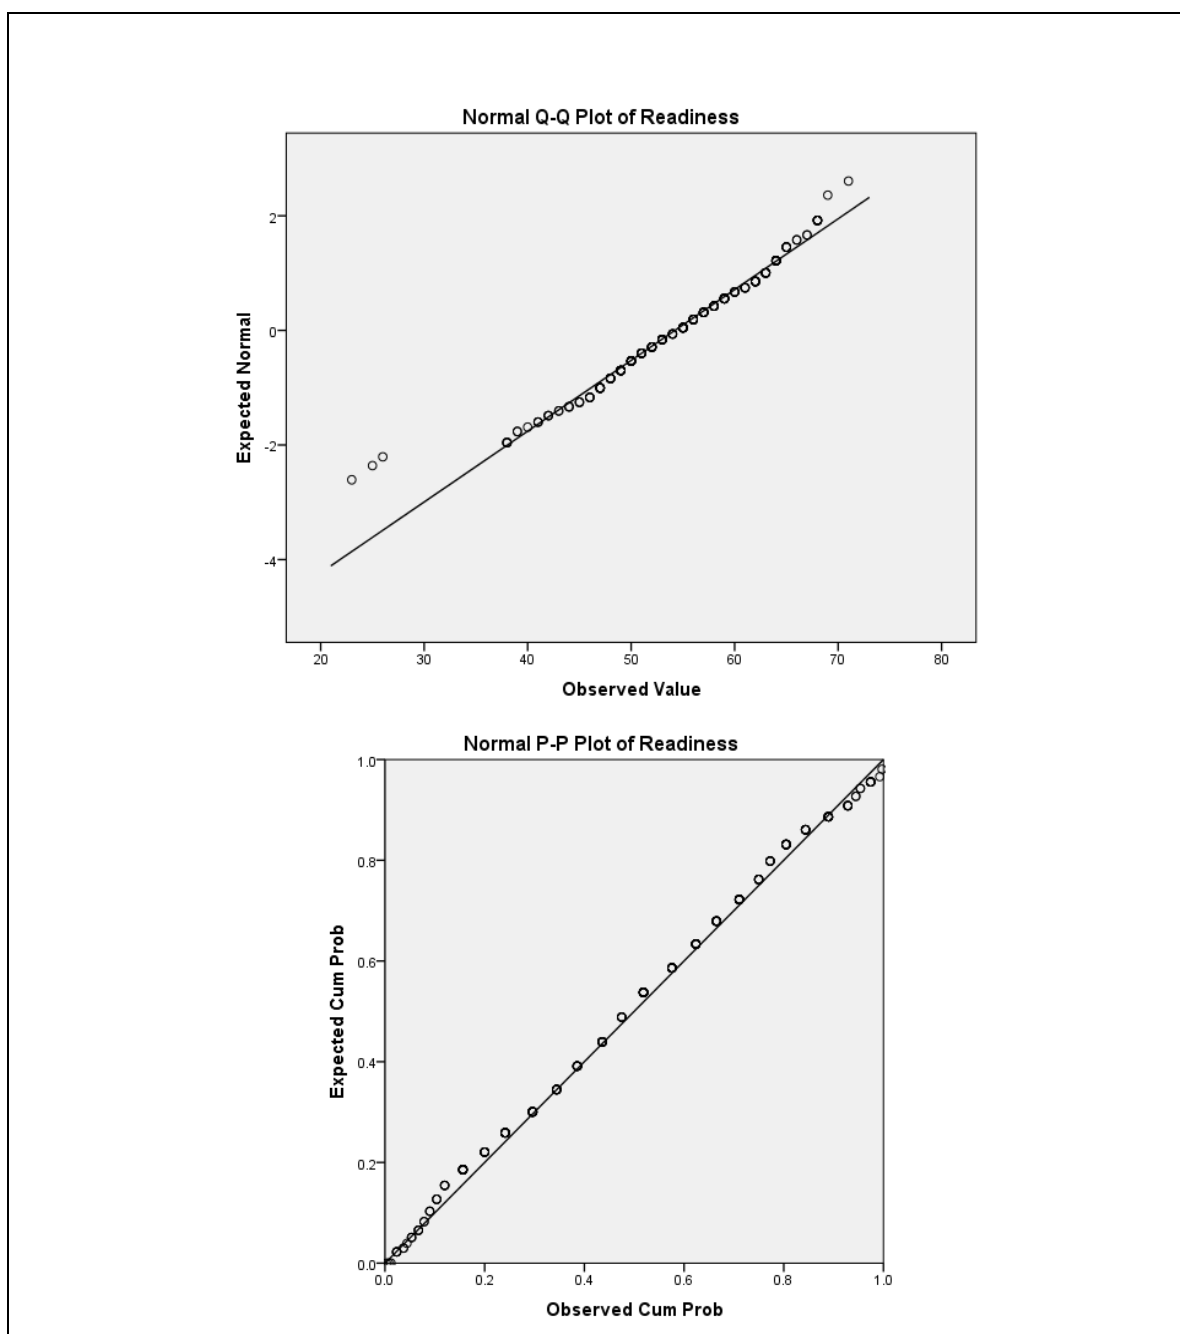 Normal Q-Q Plot of Readiness
2
0
-2
-4
Expected Normal
20 30 40 50 60 70 80
Observed Value
Normal P-P Plot of Readiness
1.0
0.8
0.6
0.4
0.2
0.0
Expected Cum Prob
0.0 0.2 0.4 0.6 0.8 1.0
Observed Cum Prob